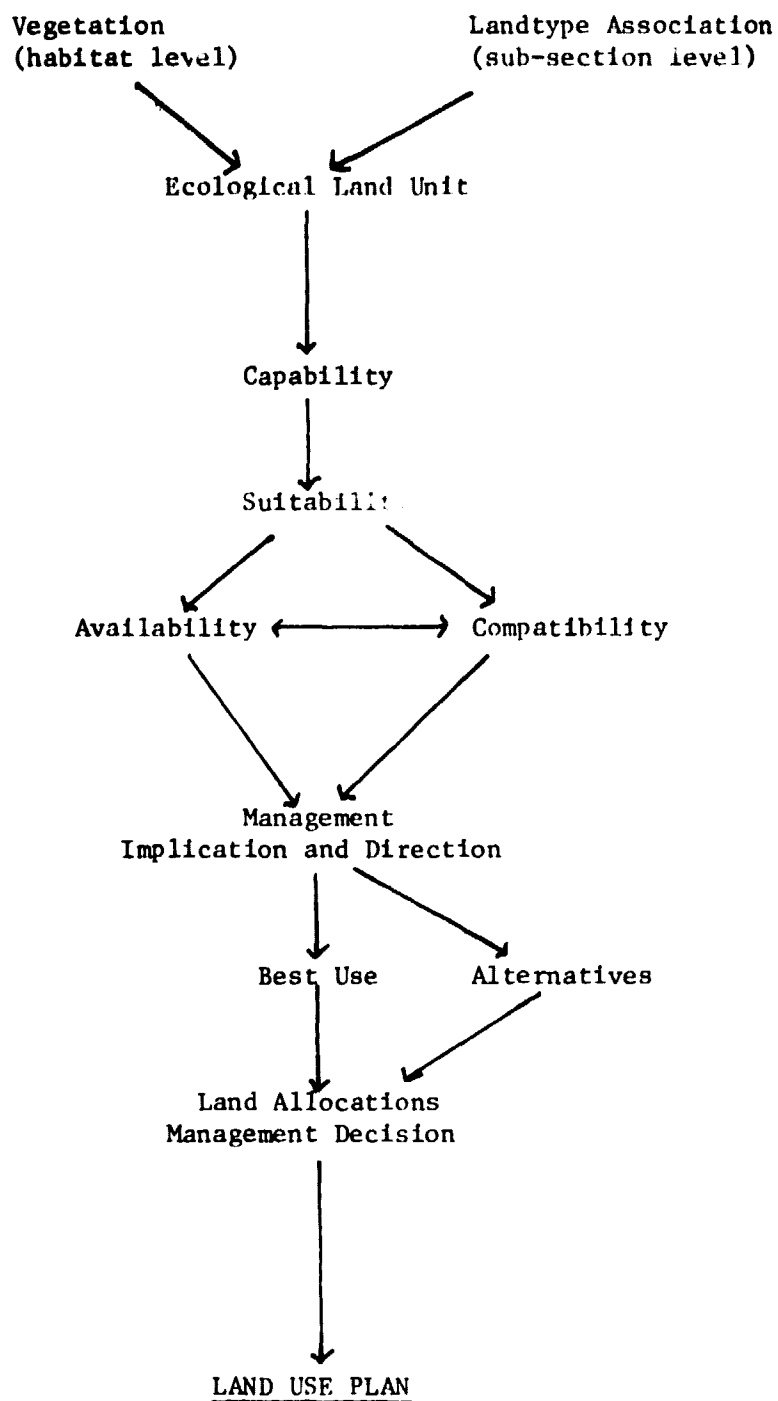 Vegetation
(habitat level)
Landtype Association
(sub-section level)
Ecological Land Unit
Capability
Suitabilit
Availability
Compatibility
Management
Implication and Direction
Best Use
Alternatives
Land Allocations
Management Decision
LAND USE PLAN